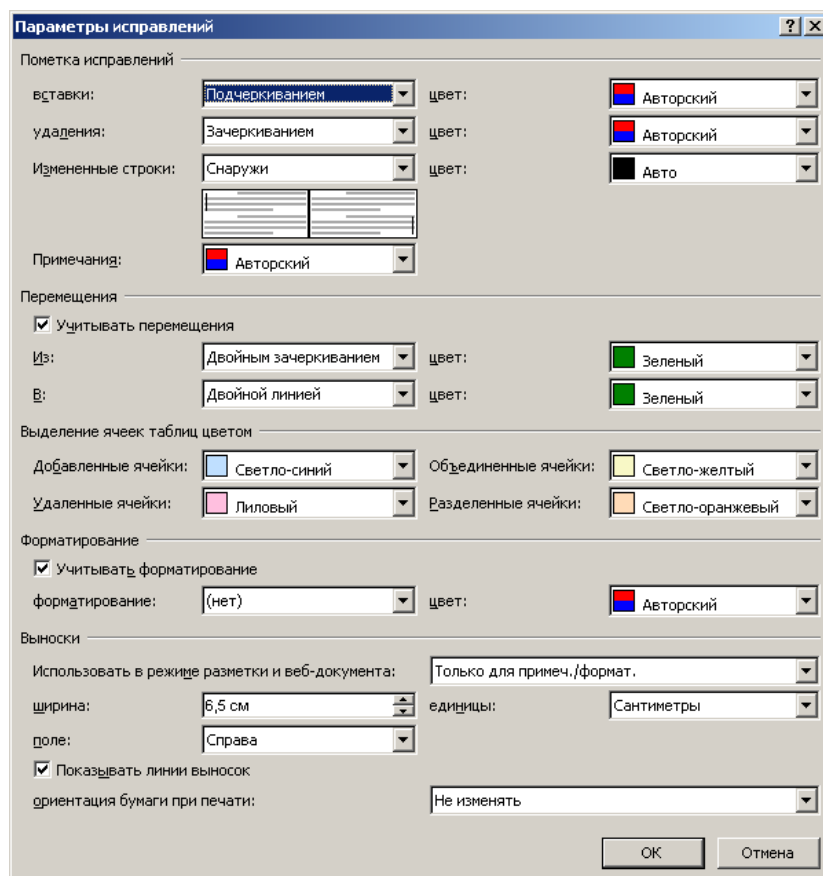 Параметры исправлений
Пометка исправлений
вставки: Подчеркиванием цвет: Авторский
удаления: Зачеркиванием цвет: Авторский
Измененные строки: Снаружи цвет: Авто
Примечания: Авторский
Перемещения
Учитывать перемещения
Из: Двойным зачеркиванием цвет: Зеленый
В: Двойной линией цвет: Зеленый
Выделение ячеек таблиц цветом
Добавленные ячейки: Светло-синий Объединенные ячейки: Светло-желтый
Удаленные ячейки: Лиловый Разделенные ячейки: Светло-оранжевый
Форматирование
Учитывать форматирование
форматирование: (нет) цвет: Авторский
Выноски
Использовать в режиме разметки и веб-документа: Только для примеч./формат.
ширина: 6,5 см единицы: Сантиметры
поле: Справа
Показывать линии выносок
ориентация бумаги при печати: Не изменять
ОК Отмена